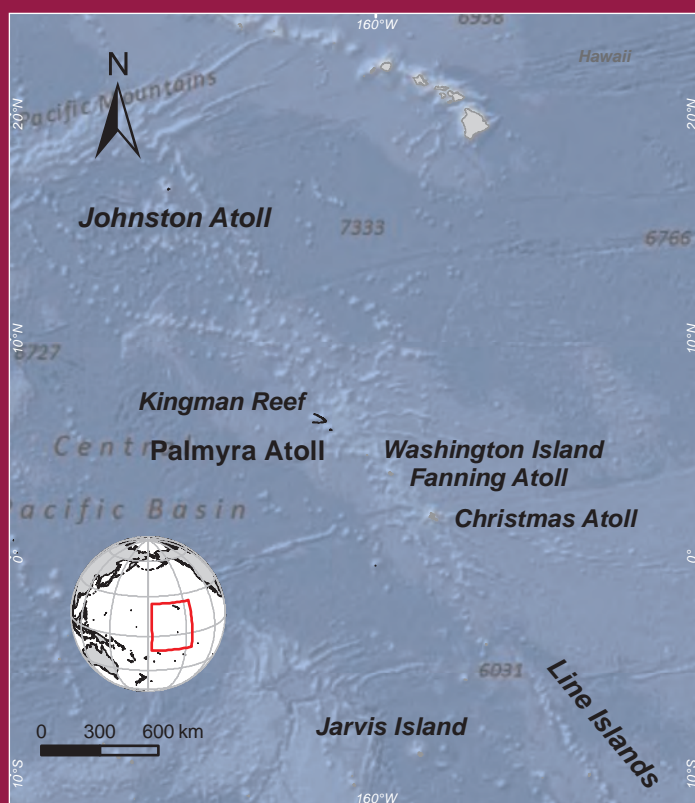 160°W
6938
Hawaii
N
Pacific Mountains
20°N
20°N
Johnston Atoll
7333
6766
10°N
10°N
6727
Kingman Reef
Central
Palmyra Atoll
Washington Island
Fanning Atoll
Pacific Basin
Christmas Atoll
0°
0°
6031
Line Islands
0 300 600 km
Jarvis Island
10°S
10°S
160°W